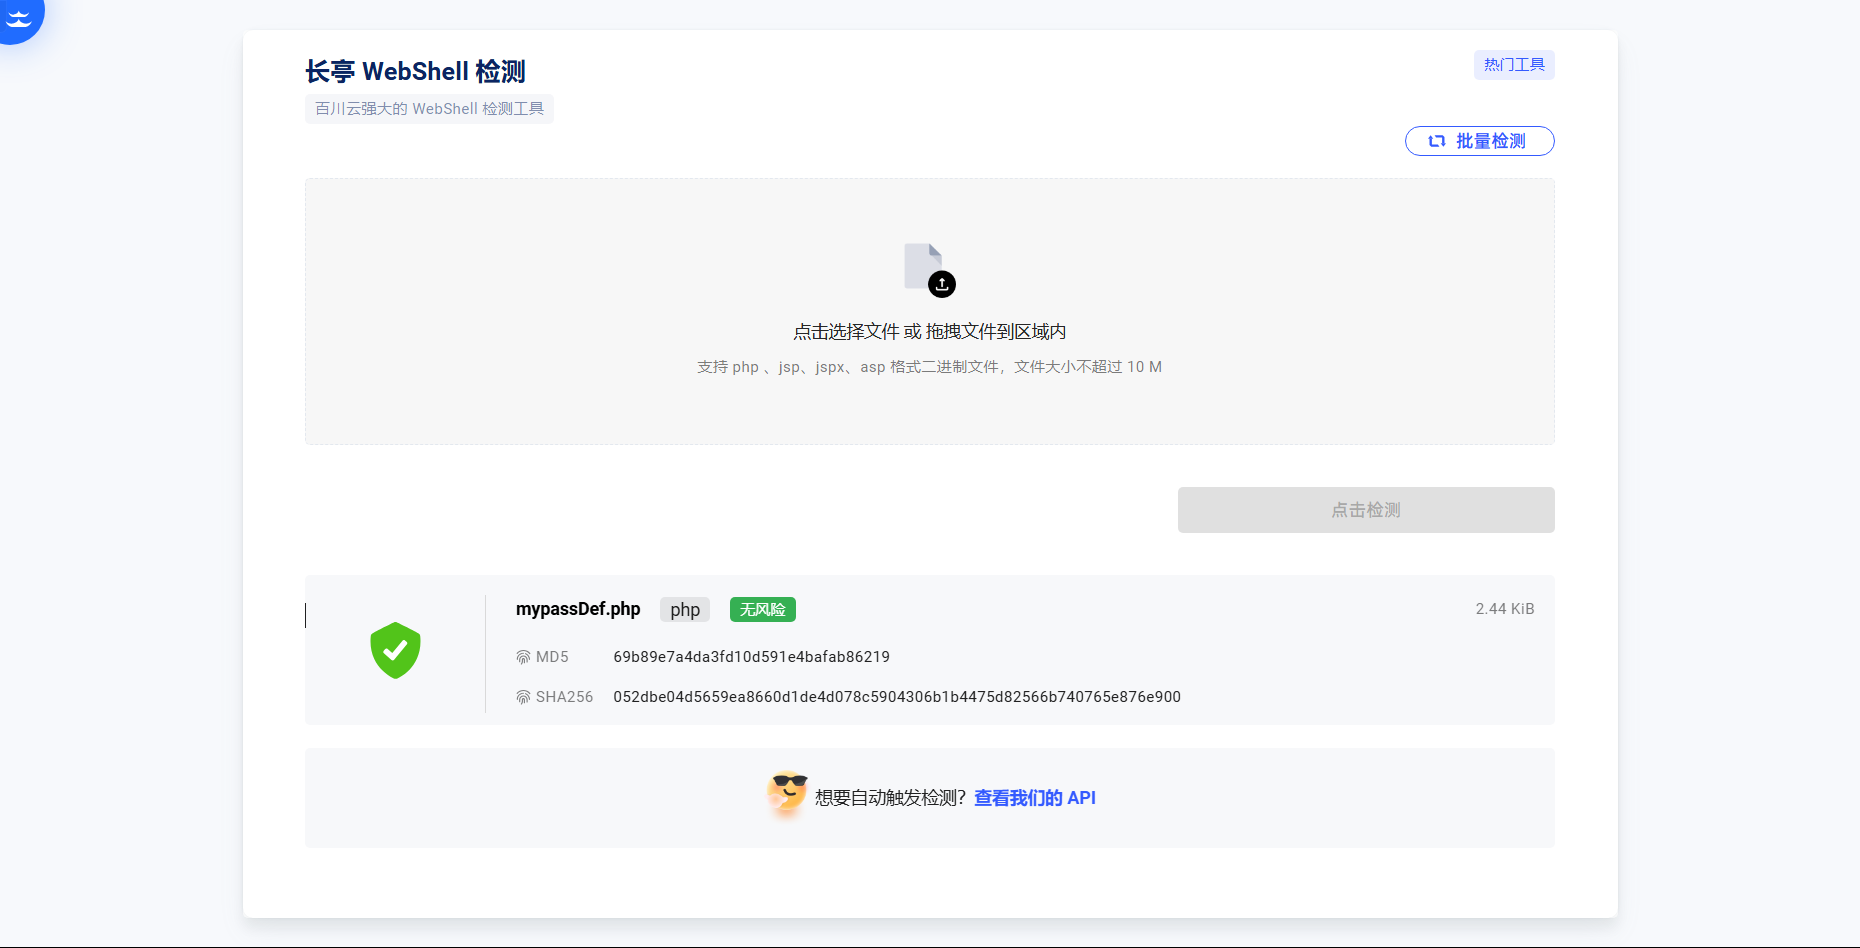 长亭 WebShell 检测
热门工具
百川云强大的 WebShell 检测工具
批量检测
点击选择文件 或 拖拽文件到区域内
支持 php 、jsp、jspx、asp 格式二进制文件，文件大小不超过 10 M
点击检测
mypassDef.php php 无风险 2.44 KiB
MD5 69b89e7a4da3fd10d591e4bafab86219
SHA256 052dbe04d5659ea8660d1de4d078c5904306b1b4475d82566b740765e876e900
想要自动触发检测？查看我们的 API